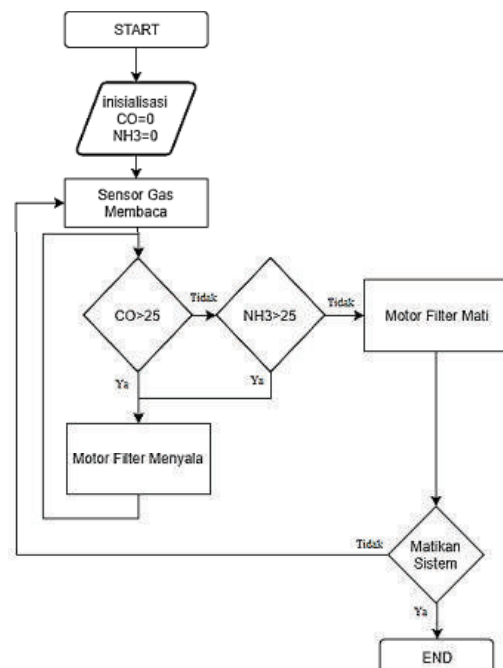 START
inisialisasi
CO=0
NH3=0
Sensor Gas
Membaca
CO>25
Tidak
NH3>25
Tidak
Motor Filter Mati
Ya
Ya
Motor Filter Menyala
Tidak
Matikan
Sistem
Ya
END